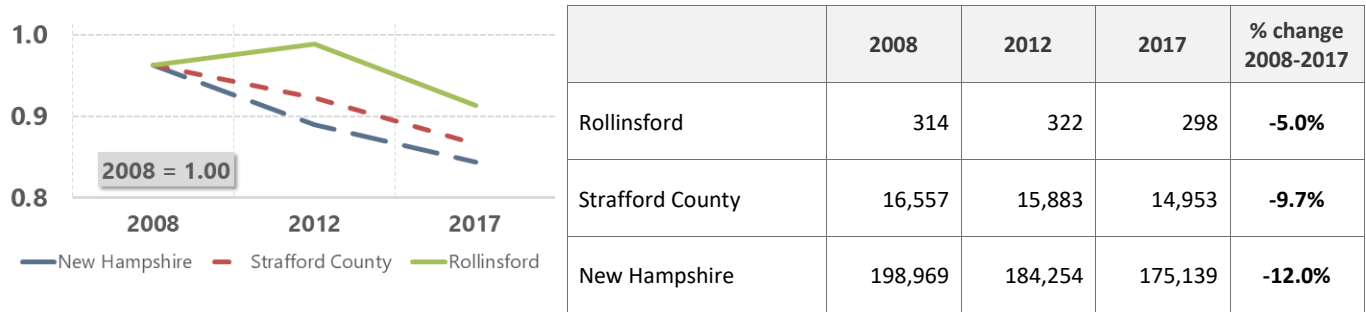 1.0
0.9
0.8
2008 = 1.00
2008 2012 2017
New Hampshire Strafford County Rollinsford
2008 2012 2017 % change
2008-2017
Rollinsford 314 322 298 -5.0%
Strafford County 16,557 15,883 14,953 -9.7%
New Hampshire 198,969 184,254 175,139 -12.0%